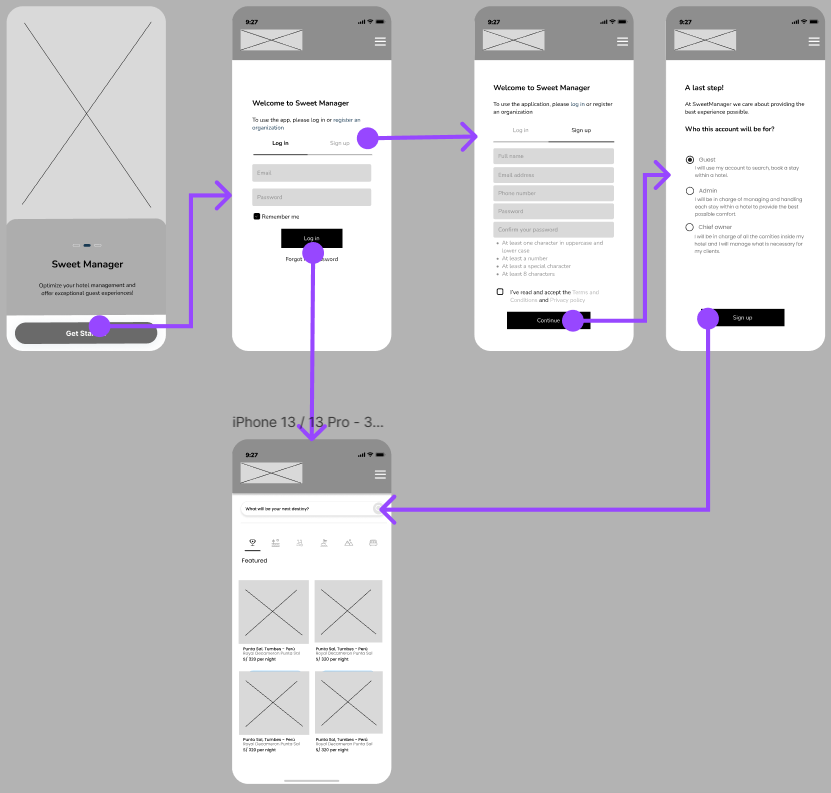 Sweet Manager
Optimize your hotel management and
offer exceptional guest experiences!
Get
9:27
Welcome to Sweet Manager
To use the app, please log in or register an
organization
Log in
Sign up
Email
Password
Remember me
Log in
9:27
Welcome to Sweet Manager
To use the application, please log in or register
an organization
Log in
Sign up
Full name
Email address
Phone number
Password
Confirm your password
At least one character in uppercase and
lower case
At least a number
At least a special character
At least 8 characters
I've read and accept the Terms and
Conditions and Privacy policy
Continue
9:27
A last step!
At SweetManager we care about providing the
best experience possible.
Who this account will be for?
Guest
I will use my account to search, book a stay
within a hotel.
Admin
I will be in charge of managing and handling
each stay within a hotel to provide the best
possible comfort.
Chief owner
I will be in charge of all the comities inside my
hotel and I will manage what is necessary for
my clients.
Sign up
iPhone 13 / 13 Pro - 3...
9:27
What will be your next destiny?
Featured
Punta Sal, Tumbes - Perú
Royal Decameron Punta Sal
S/ 320 per night
Punta Sal, Tumbes - Perú
Royal Decameron Punta Sal
S/ 320 per night
Punta Sal, Tumbes - Perú
Royal Decameron Punta Sal
S/ 320 per night
Punta Sal, Tumbes - Perú
Royal Decameron Punta Sal
S/ 320 per night